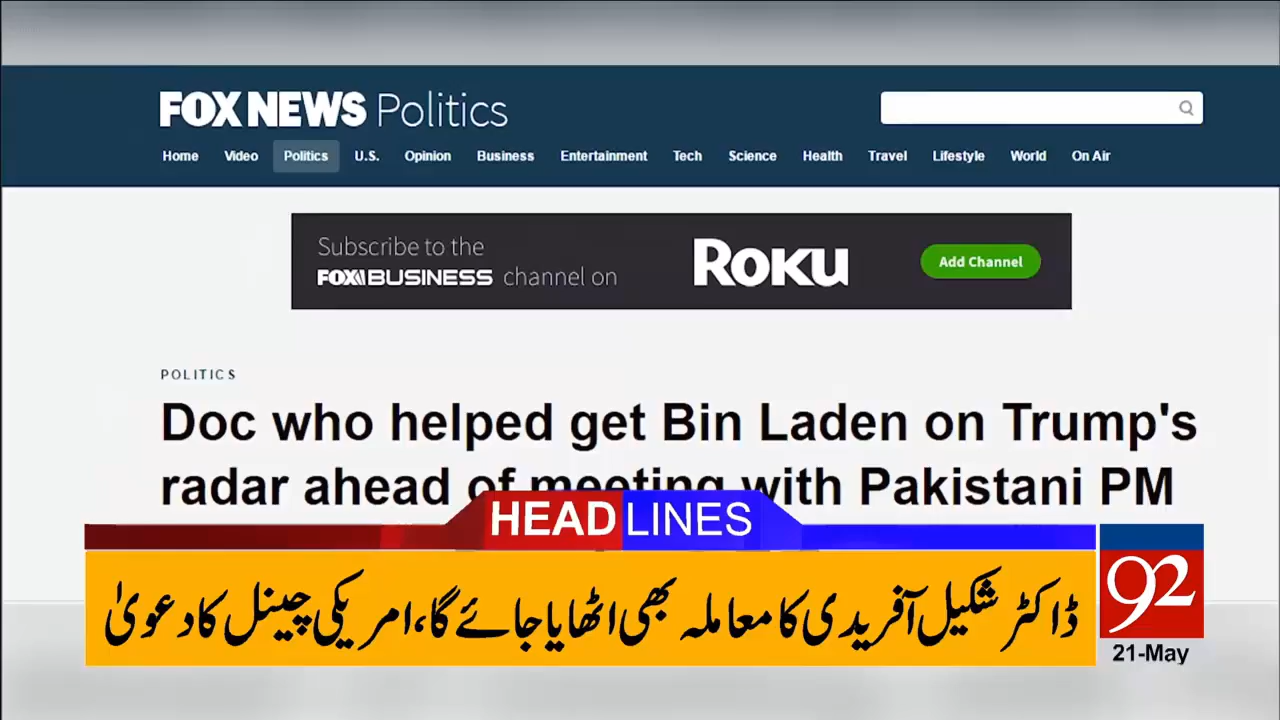 FOX NEWS Politics
Home Video Politics U.S. Opinion Business Entertainment Tech Science Health Travel Lifestyle World On Air
Subscribe to the
FOX BUSINESS channel on
ROKU
Add Channel
POLITICS
Doc who helped get Bin Laden on Trump's
radar ahead of meeting with Pakistani PM
HEADLINES
ڈاکٹر شکیل آفریدی کا معاملہ بھی اٹھایا جائے گا، امریکی چینل کا دعویٰ
92
21-May